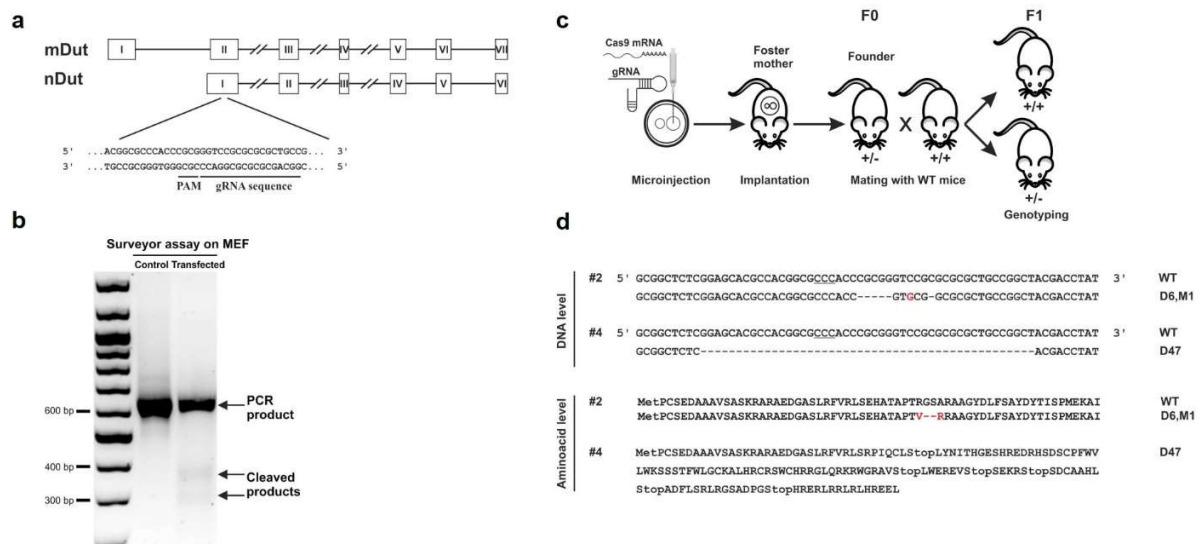 a
mDut I II III IV V VI VII
nDut I II III IV V VI
5' ...ACGGCGCCCACCCGCGGGTCCGCGCGCGCTGCCG... 3'
3' ...TGCCGCGGGTGGGCGCCCAGGCGCGCGCGACGGC... 5'
PAM gRNA sequence
b
Surveyor assay on MEF
Control Transfected
600 bp
400 bp
300 bp
PCR
product
Cleaved
products
c
F0 F1
Cas9 mRNA
gRNA
Foster
mother
Founder
+/- X +/+
+/+
+/-
Microinjection Implantation Mating with WT mice
Genotyping
d
DNA level
#2 5' GCGGCTCTCGGAGCACGCCACGGCGCCCACCCGCGGGTCCGCGCGCGCTGCCGGCTACGACCTAT 3' WT
GCGGCTCTCGGAGCACGCCACGGCGCCCACC-----GTGCG-GCGCGCTGCCGGCTACGACCTAT D6,M1
#4 5' GCGGCTCTCGGAGCACGCCACGGCGCCCACCCGCGGGTCCGCGCGCGCTGCCGGCTACGACCTAT 3' WT
GCGGCTCTC-----------------------------------------------ACGACCTAT D47
Aminoacid level
#2 MetPCSEDAAAVSASKRARAEDGASLRFVRLSEHATAPTRGSARAAGYDLFSAYDYTISPMEKAI WT
MetPCSEDAAAVSASKRARAEDGASLRFVRLSEHATAPTV--RRAAGYDLFSAYDYTISPMEKAI D6,M1
#4 MetPCSEDAAAVSASKRARAEDGASLRFVRLSRPIQCLStopLYNITHGESHREDRHSDSCPFWV D47
LWKSSSTFWLGCKALHRCRSWCHRRGLQRKRWGRAVStopLWEREVStopSEKRStopSDCAAHL
StopADFLSRLRGSADPGStopHRERLRRLRLHREEL